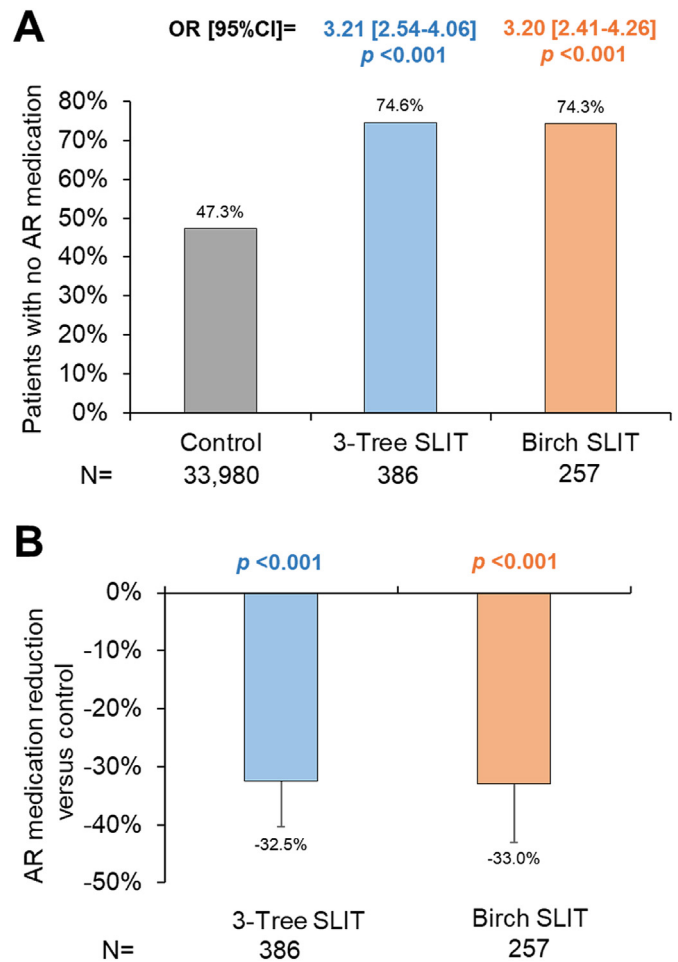 A
OR [95%CI]= 3.21 [2.54-4.06] 3.20 [2.41-4.26]
p <0.001 p <0.001
Patients with no AR medication
80%
70%
60%
50%
40%
30%
20%
10%
0%
47.3%
74.6%
74.3%
Control 3-Tree SLIT Birch SLIT
N= 33,980 386 257
B
p <0.001 p <0.001
AR medication reduction
versus control
0%
-10%
-20%
-30%
-40%
-50%
-32.5%
-33.0%
3-Tree SLIT Birch SLIT
N= 386 257